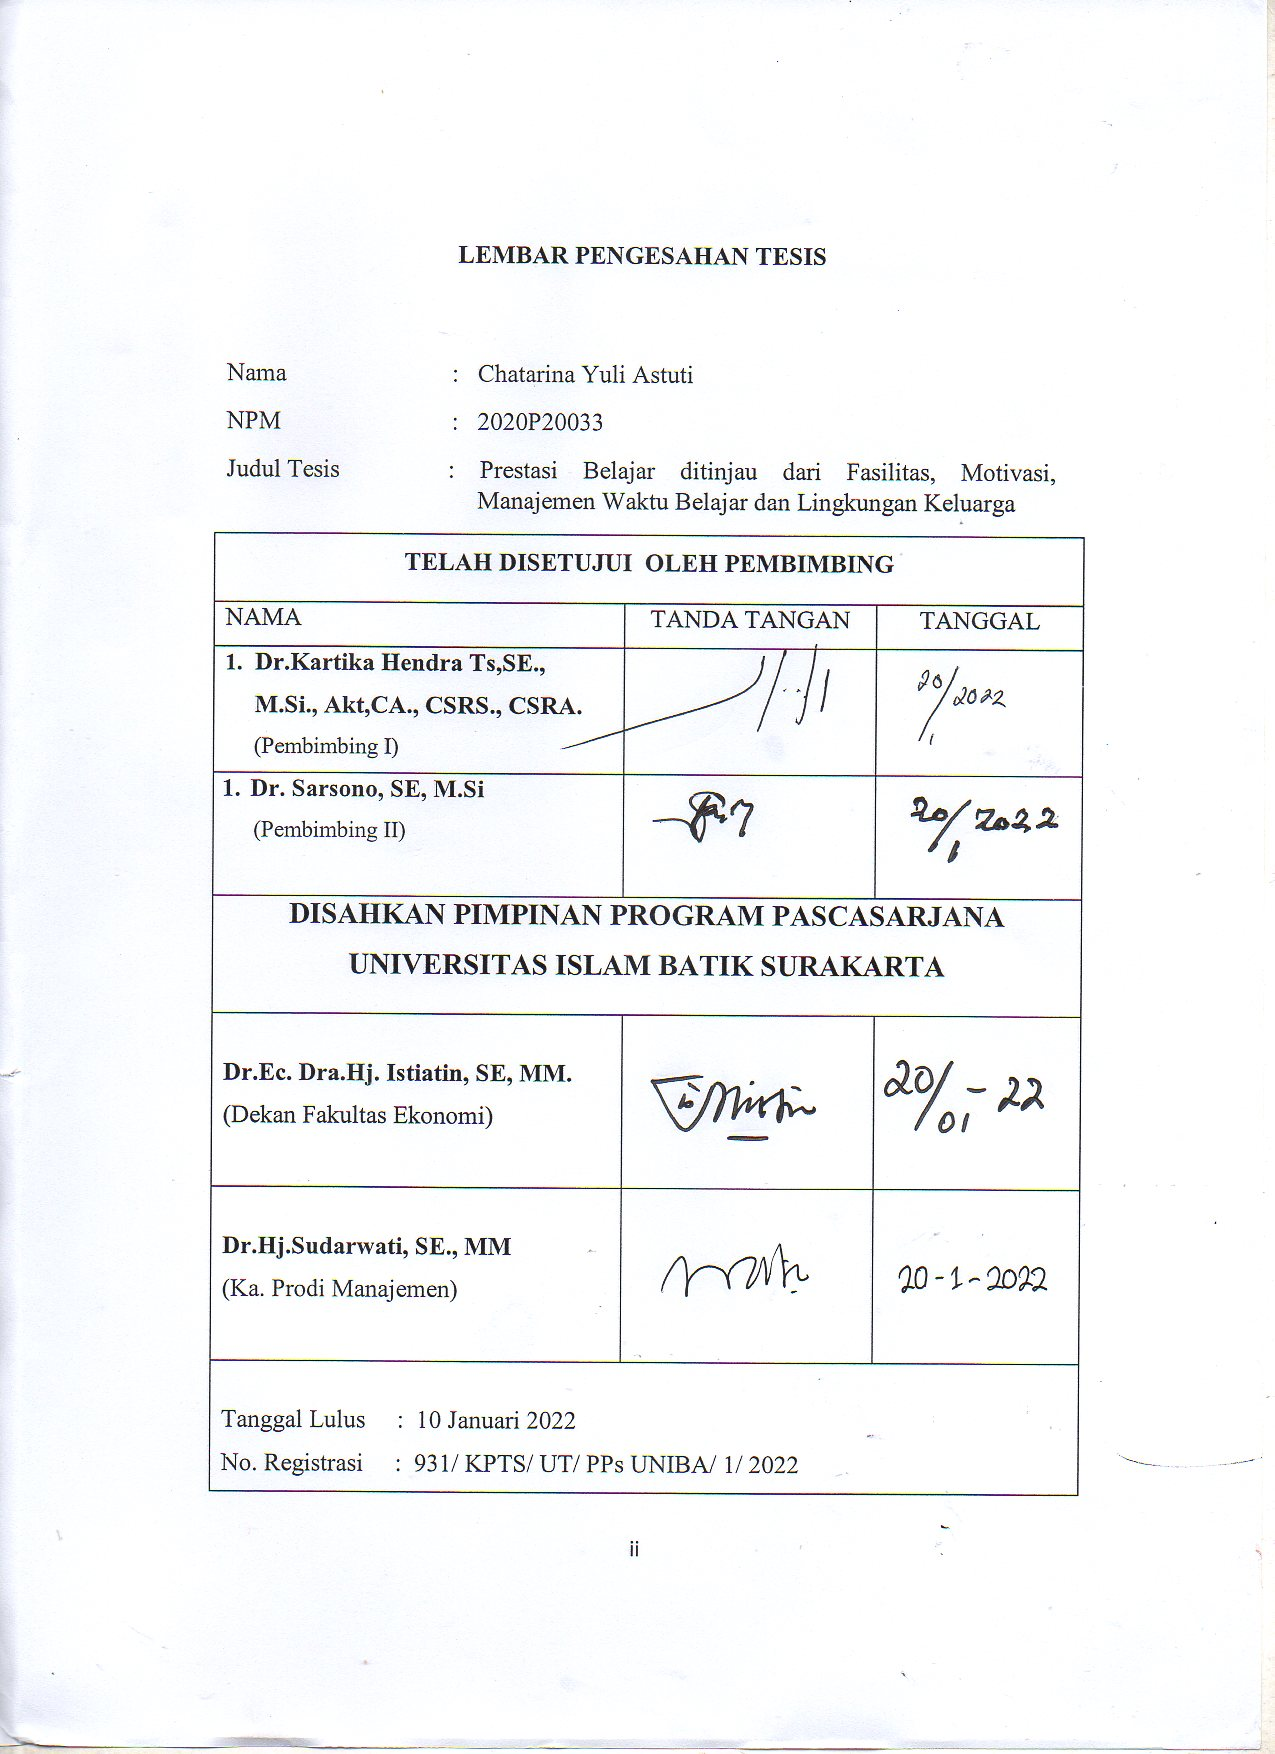 LEMBAR PENGESAHAN TESIS
Nama : Chatarina Yuli Astuti
NPM : 2020P20033
Judul Tesis : Prestasi Belajar ditinjau dari Fasilitas, Motivasi,
Manajemen Waktu Belajar dan Lingkungan Keluarga
TELAH DISETUJUI OLEH PEMBIMBING
NAMA TANDA TANGAN TANGGAL
1. Dr.Kartika Hendra Ts,SE.,
M.Si., Akt,CA., CSRS., CSRA.
(Pembimbing I)
20/1 2022
1. Dr. Sarsono, SE, M.Si
(Pembimbing II)
20/1 2022
DISAHKAN PIMPINAN PROGRAM PASCASARJANA
UNIVERSITAS ISLAM BATIK SURAKARTA
Dr.Ec. Dra.Hj. Istiatin, SE, MM.
(Dekan Fakultas Ekonomi)
20/01 - 22
Dr.Hj.Sudarwati, SE., MM
(Ka. Prodi Manajemen)
20-1-2022
Tanggal Lulus : 10 Januari 2022
No. Registrasi : 931/ KPTS/ UT/ PPs UNIBA/ 1/ 2022
ii